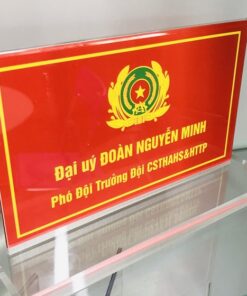 Đại uý ĐOÀN NGUYỄN MINH
Phó Đội Trưởng Đội CSTHAHS&HTTP